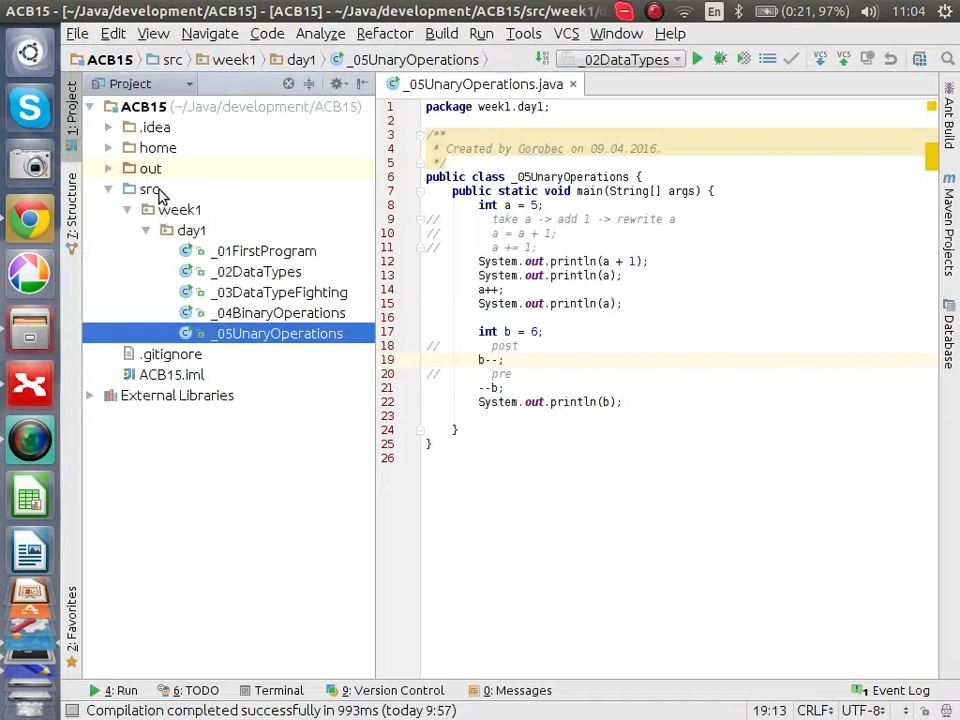 ACB15 - [~/Java/development/ACB15] - [ACB15] - ~/Java/development/ACB15/src/week1/
En (0:21, 97%) 11:04
File Edit View Navigate Code Analyze Refactor Build Run Tools VCS Window Help
ACB15 src week1 day1 _05UnaryOperations _02DataTypes VCS VCS
Project _05UnaryOperations.java ×
1: Project
7: Structure
2: Favorites
ACB15 (~/Java/development/ACB15)
.idea
home
out
src
week1
day1
_01FirstProgram
_02DataTypes
_03DataTypeFighting
_04BinaryOperations
_05UnaryOperations
.gitignore
ACB15.iml
External Libraries
1 package week1.day1;
2
3 /**
4 * Created by Gorobec on 09.04.2016.
5 */
6 public class _05UnaryOperations {
7 public static void main(String[] args) {
8 int a = 5;
9 // take a -> add 1 -> rewrite a
10 // a = a + 1;
11 // a += 1;
12 System.out.println(a + 1);
13 System.out.println(a);
14 a++;
15 System.out.println(a);
16
17 int b = 6;
18 // post
19 b--;
20 // pre
21 --b;
22 System.out.println(b);
23
24 }
25 }
26
Ant Build
Maven Projects
Database
4: Run 6: TODO Terminal 9: Version Control 0: Messages 1 Event Log
Compilation completed successfully in 993ms (today 9:57) 19:13 CRLF÷ UTF-8÷